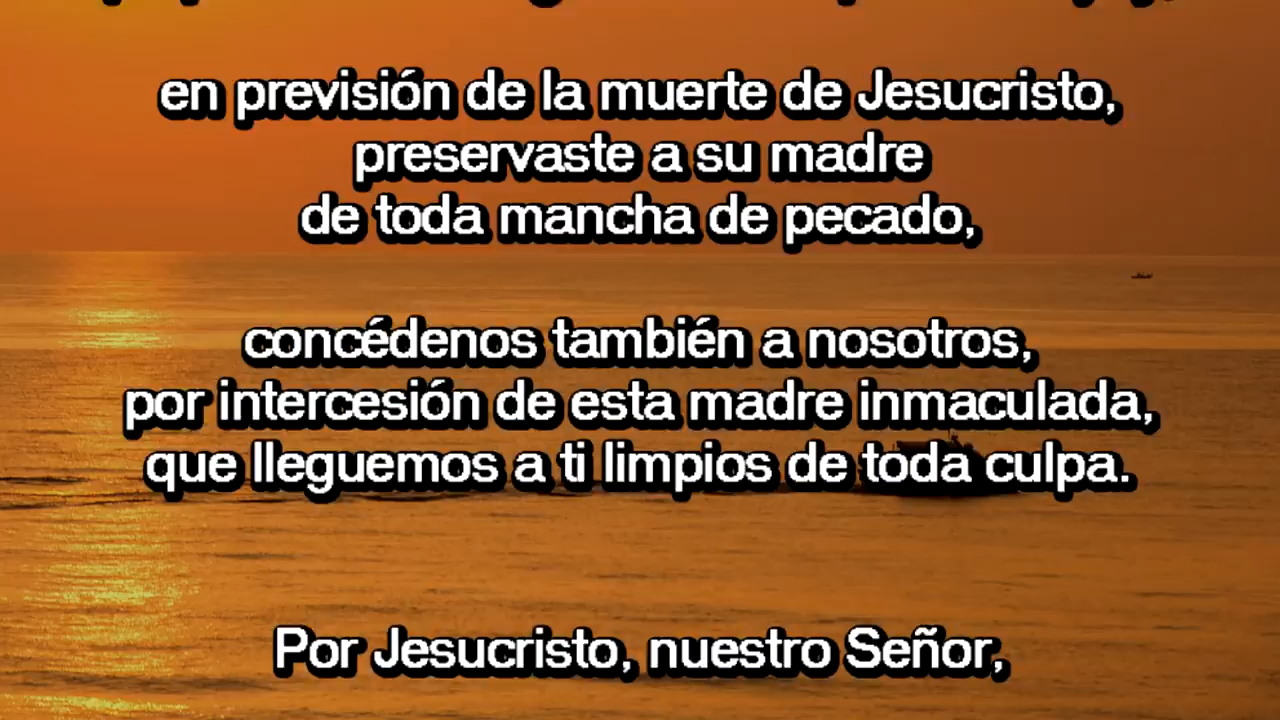 en previsión de la muerte de Jesucristo,
preservaste a su madre
de toda mancha de pecado,
concédenos también a nosotros,
por intercesión de esta madre inmaculada,
que lleguemos a ti limpios de toda culpa.
Por Jesucristo, nuestro Señor,